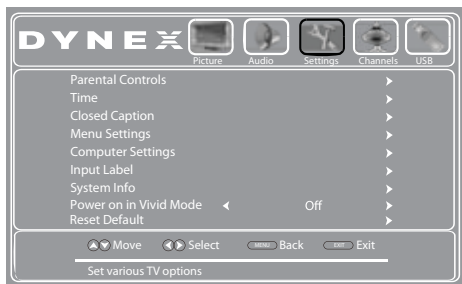 DYNEX
Picture Audio Settings Channels USB
Parental Controls
Time
Closed Caption
Menu Settings
Computer Settings
Input Label
System Info
Power on in Vivid Mode Off
Reset Default
Move Select MENU Back EXIT Exit
Set various TV options